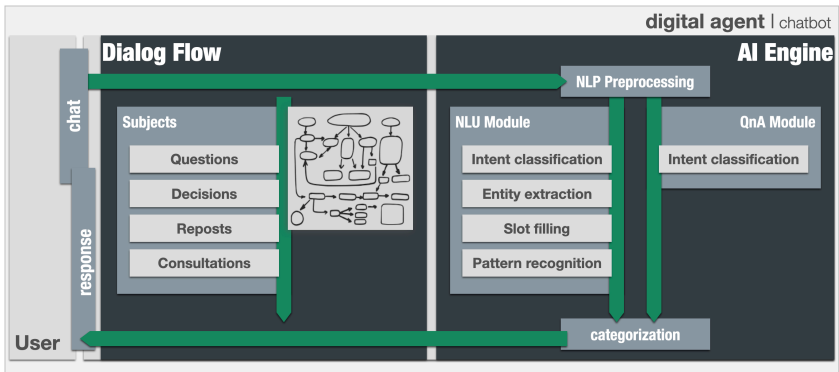 digital agent | chatbot
Dialog Flow
AI Engine
chat
NLP Preprocessing
Subjects
Questions
Decisions
Reposts
Consultations
NLU Module
Intent classification
Entity extraction
Slot filling
Pattern recognition
QnA Module
Intent classification
response
categorization
User